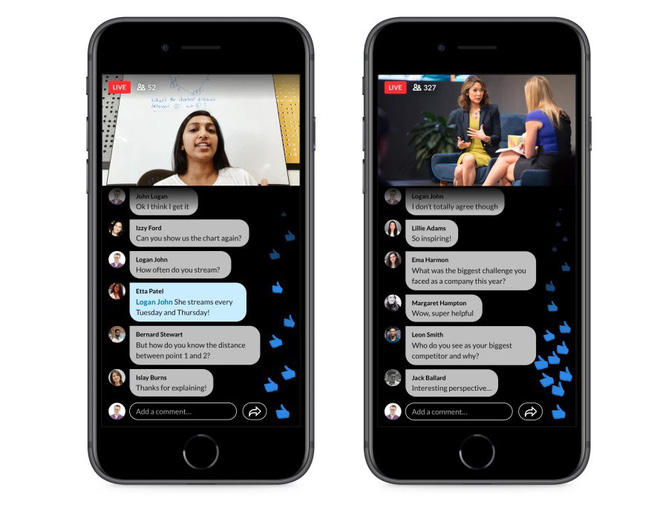 LIVE 52
John Logan
Ok I think I get it
Izzy Ford
Can you show us the chart again?
Logan John
How often do you stream?
Etta Patel
Logan John She streams every
Tuesday and Thursday!
Bernard Stewart
But how do you know the distance
between point 1 and 2?
Islay Burns
Thanks for explaining!
Add a comment...
LIVE 327
Logan John
I don't totally agree though
Lillie Adams
So inspiring!
Ema Harmon
What was the biggest challenge you
faced as a company this year?
Margaret Hampton
Wow, super helpful
Leon Smith
Who do you see as your biggest
competitor and why?
Jack Ballard
Interesting perspective...
Add a comment...